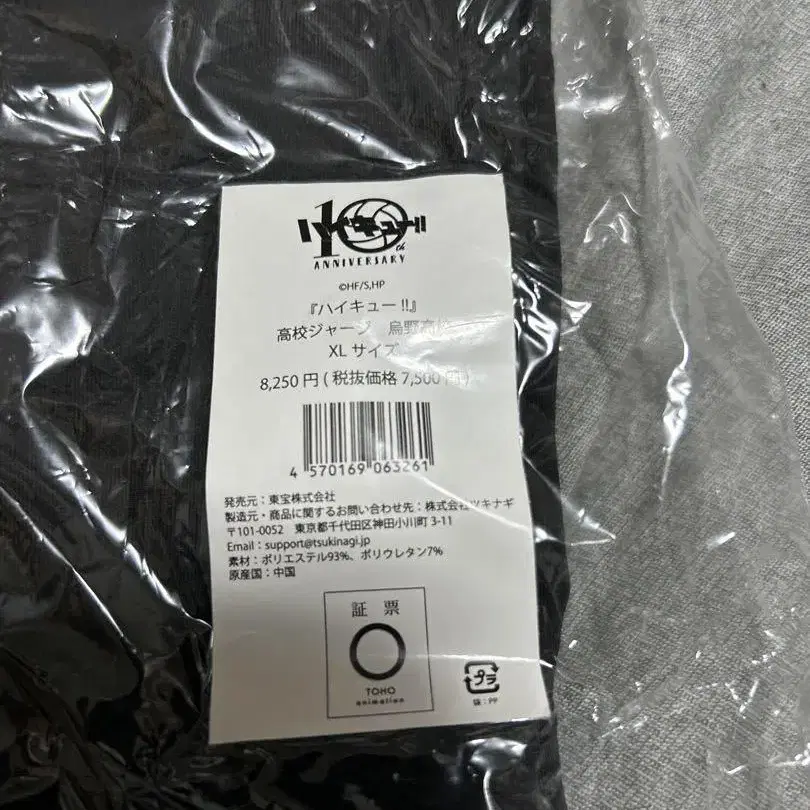 ハイキュー!!
10th
ANNIVERSARY
©HF/S,HP
『ハイキュー!!』
高校ジャージ 烏野高校
XL サイズ
8,250 円 ( 税抜価格 7,500 円 )
4 570169 063261
発売元：東宝株式会社
製造元・商品に関するお問い合わせ先：株式会社ツキナギ
〒101-0052 東京都千代田区神田小川町 3-11
Email：support@tsukinagi.jp
素材：ポリエステル93%、ポリウレタン7%
原産国：中国
証 票
TOHO
animation
プラ
袋：PP